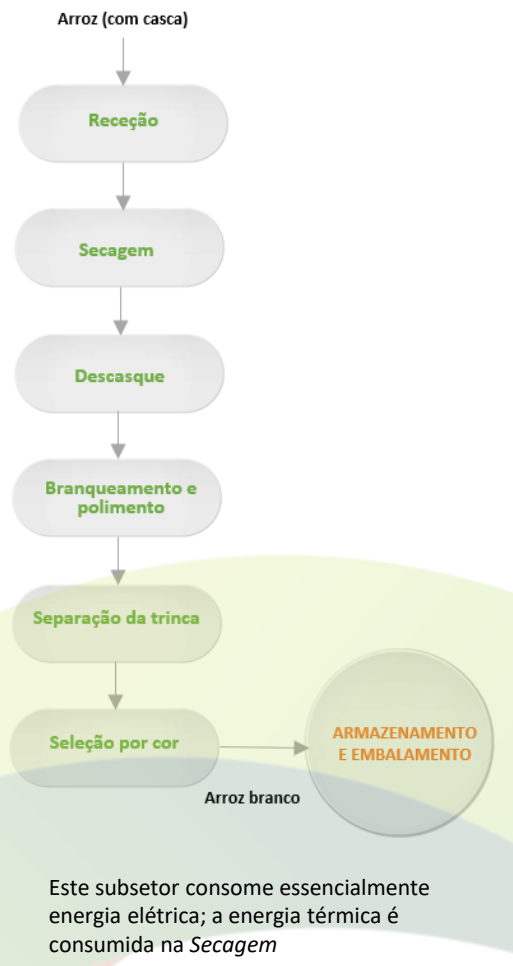 Arroz (com casca)
Receção
Secagem
Descasque
Branqueamento e
polimento
Separação da trinca
Seleção por cor
ARMAZENAMENTO
E EMBALAMENTO
Arroz branco
Este subsetor consome essencialmente
energia elétrica; a energia térmica é
consumida na Secagem